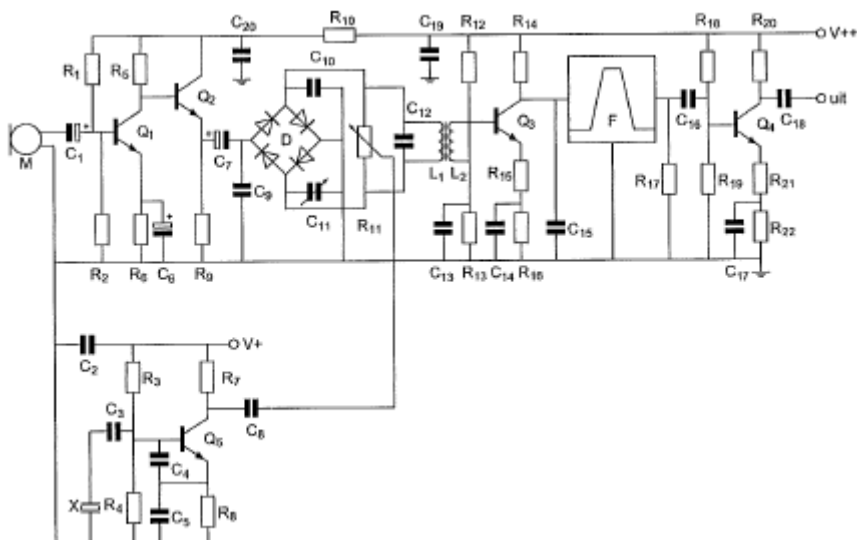 C20 R10 C19 R12 R14 R18 R20 V++
R1 R5 C10
Q2 C12 uit
M C1 Q1 C7 D Q3 F C16 Q4 C18
C9 L1 L2 R15 R17 R19 R21
C11 R11 C15 R22
R2 R6 C6 R9 C13 R13 C14 R16 C17
C2 V+
R3 R7
C3 Q5 C8
C4
X R4 C5 R8